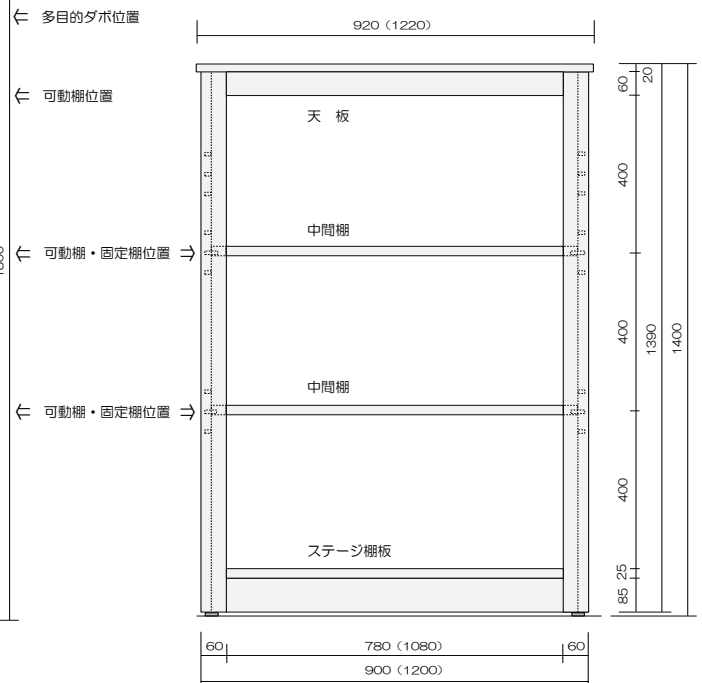 多目的ダボ位置
920（1220）
可動棚位置
天　板
60
20
400
中間棚
可動棚・固定棚位置
400
1390
1400
中間棚
可動棚・固定棚位置
400
ステージ棚板
25
85
60
780（1080）
60
900（1200）